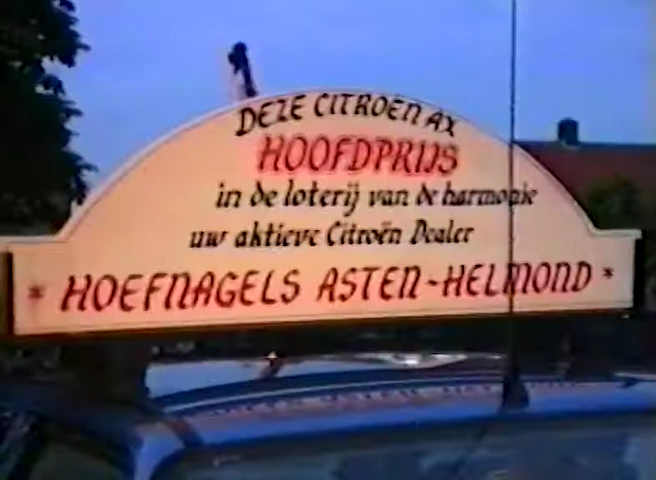 DEZE CITROEN AX
HOOFDPRIJS
in de loterij van de harmonie
uw aktieve Citroën Dealer
* HOEFNAGELS ASTEN-HELMOND *